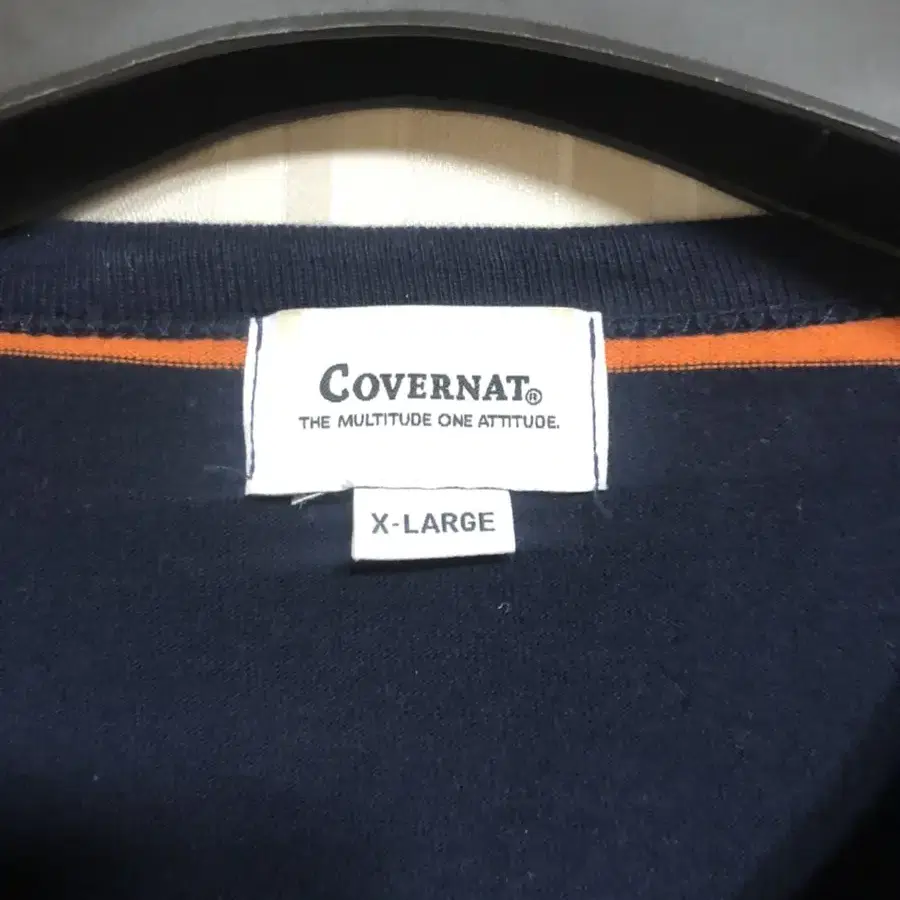 COVERNAT®
THE MULTITUDE ONE ATTITUDE.
X-LARGE